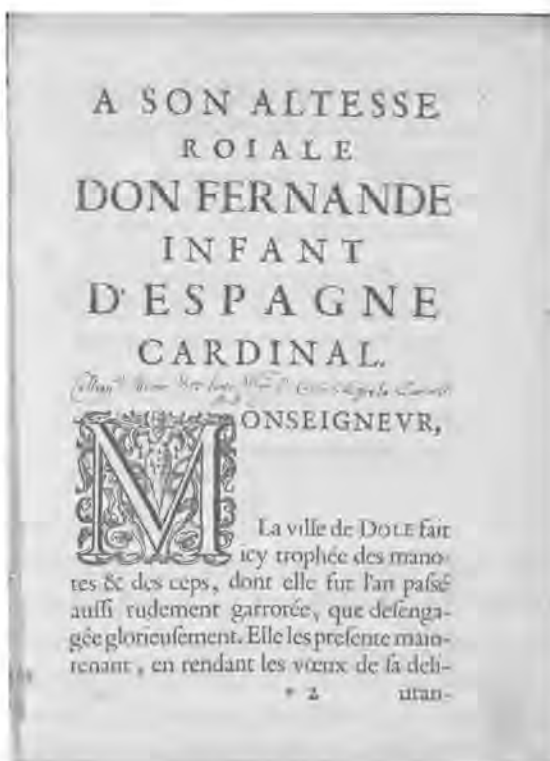 A SON ALTESSE
ROIALE
DON FERNANDE
INFANT
D'ESPAGNE
CARDINAL.
MONSEIGNEVR,
La ville de DOLE fait
icy trophée des mano-
tes & des ceps, dont elle fut l'an passé
aussi rudement garrotée, que desenga-
gée glorieusement. Elle les presente main-
tenant, en rendant les vœux de sa deli-
* 2 uran-